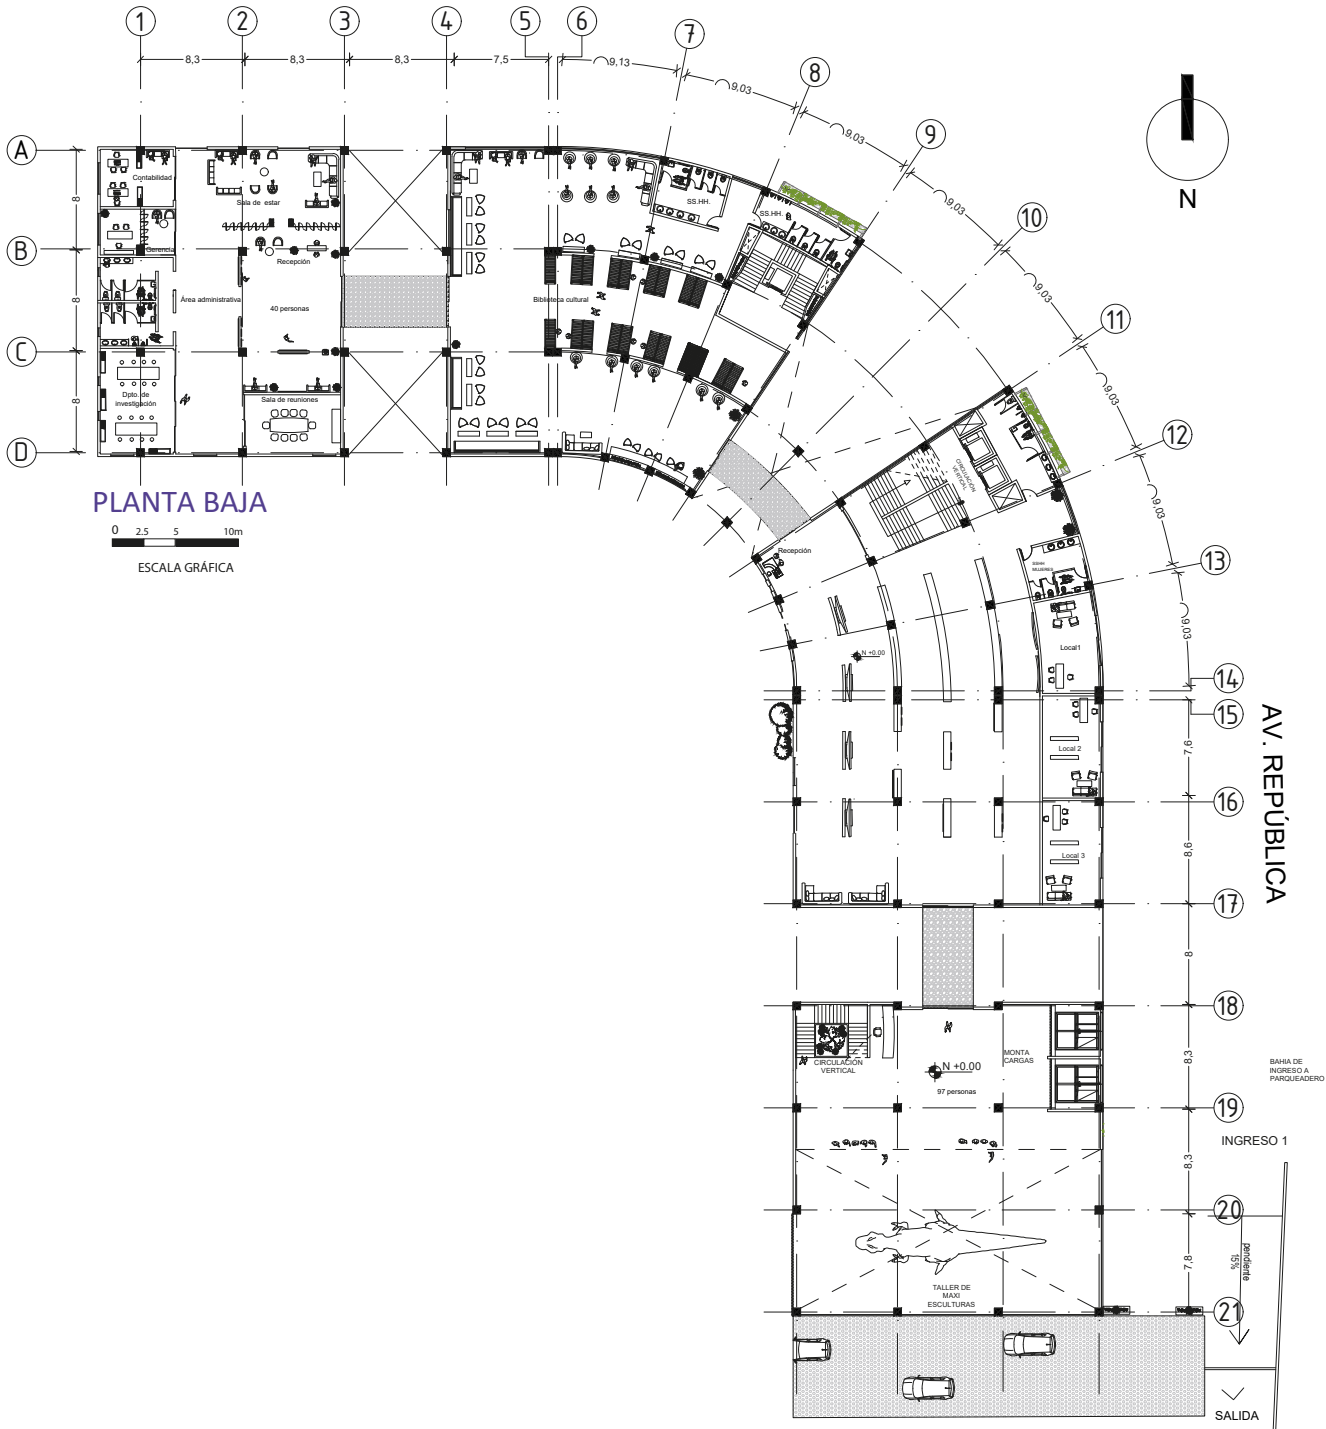 1 2 3 4 5 6 7 8 9 10 11 12 13 14 15 16 17 18 19 20 21
8,3 8,3 8,3 7,5 9,13 9,03 9,03 9,03 9,03 9,03 9,03 9,03
A
B
C
D
8
8
8
N
Contabilidad
Sala de estar
Gerencia
Recepción
Área administrativa
40 personas
Dpto. de
investigación
Sala de reuniones
Biblioteca cultural
SS.HH.
SS.HH.
PLANTA BAJA
0 2.5 5 10m
ESCALA GRÁFICA
CIRCULACIÓN
VERTICAL
Recepción
SSHH
MUJERES
N +0.00
Local1
Local 2
Local 3
7,6
8,6
8
8,3
8,3
7,8
AV. REPÚBLICA
CIRCULACIÓN
VERTICAL
MONTA
CARGAS
N +0.00
97 personas
BAHIA DE
INGRESO A
PARQUEADERO
INGRESO 1
pendiente
15%
TALLER DE
MAXI
ESCULTURAS
SALIDA